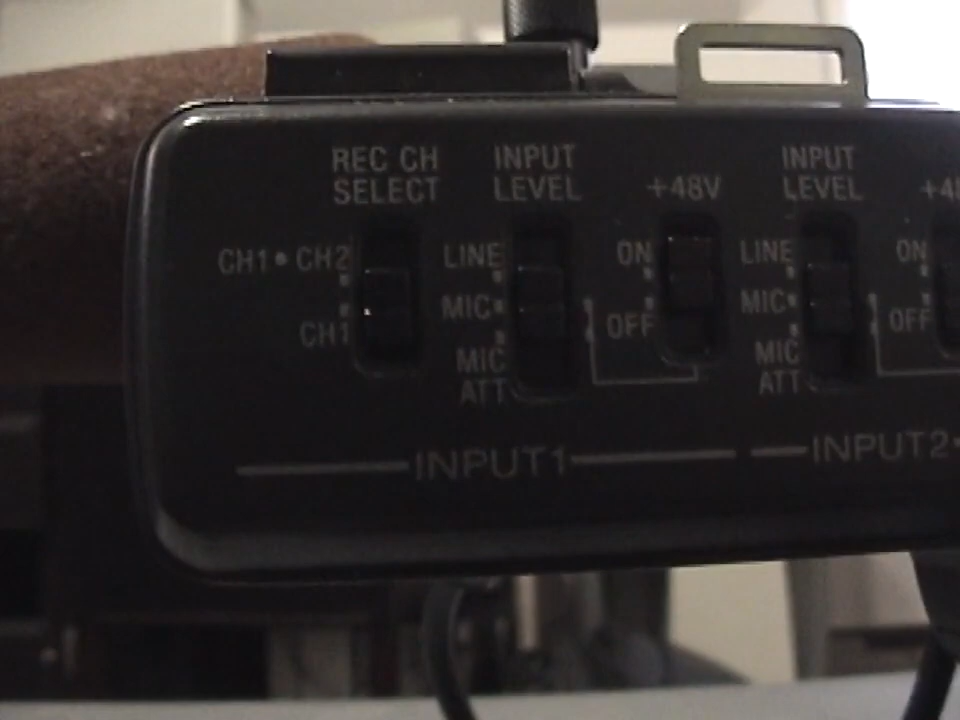 REC CH
SELECT
INPUT
LEVEL
+48V
INPUT
LEVEL
+48
CH1•CH2
CH1
LINE
MIC
MIC
ATT
ON
OFF
LINE
MIC
MIC
ATT
ON
OFF
INPUT1
INPUT2